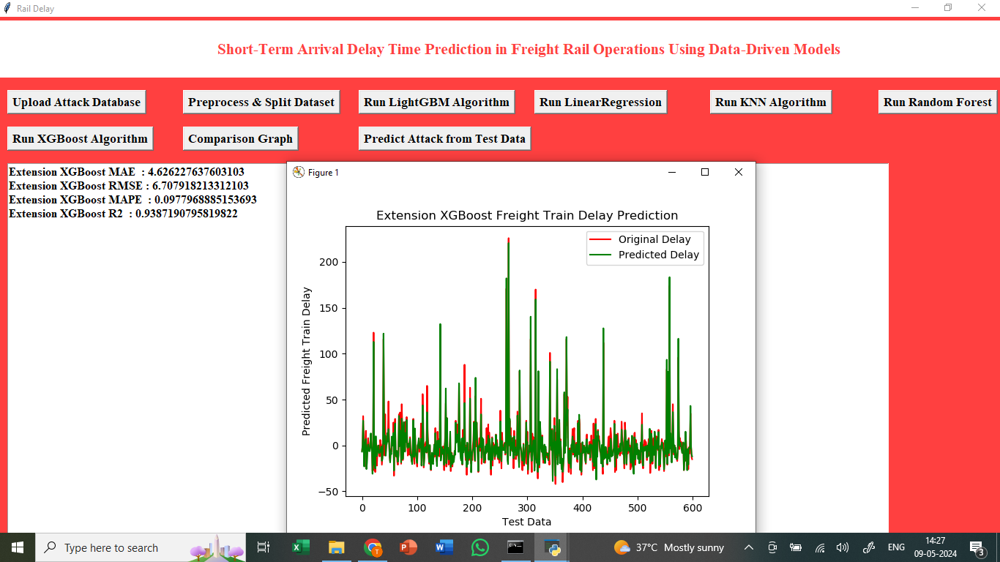 Rail Delay
Short-Term Arrival Delay Time Prediction in Freight Rail Operations Using Data-Driven Models
Upload Attack Database
Preprocess & Split Dataset
Run LightGBM Algorithm
Run LinearRegression
Run KNN Algorithm
Run Random Forest
Run XGBoost Algorithm
Comparison Graph
Predict Attack from Test Data
Extension XGBoost MAE : 4.626227637603103
Extension XGBoost RMSE : 6.707918213312103
Extension XGBoost MAPE : 0.0977968885153693
Extension XGBoost R2 : 0.9387190795819822
Figure 1
Extension XGBoost Freight Train Delay Prediction
Original Delay
Predicted Delay
Predicted Freight Train Delay
200
150
100
50
0
−50
0 100 200 300 400 500 600
Test Data
Type here to search
37°C Mostly sunny
ENG
14:27
09-05-2024
3